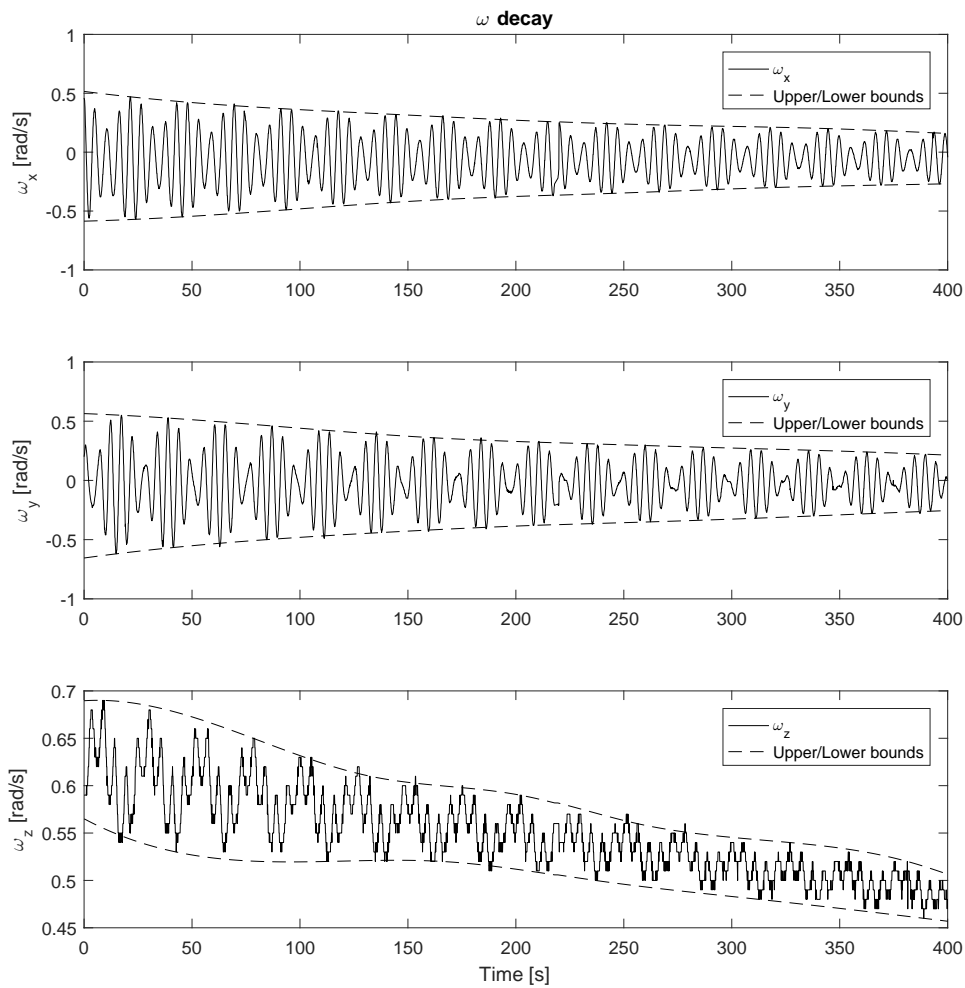 ω decay
1
0.5
0
-0.5
-1
ω_x [rad/s]
ω_x
Upper/Lower bounds
0 50 100 150 200 250 300 350 400
1
0.5
0
-0.5
-1
ω_y [rad/s]
ω_y
Upper/Lower bounds
0 50 100 150 200 250 300 350 400
0.7
0.65
0.6
0.55
0.5
0.45
ω_z [rad/s]
ω_z
Upper/Lower bounds
0 50 100 150 200 250 300 350 400
Time [s]